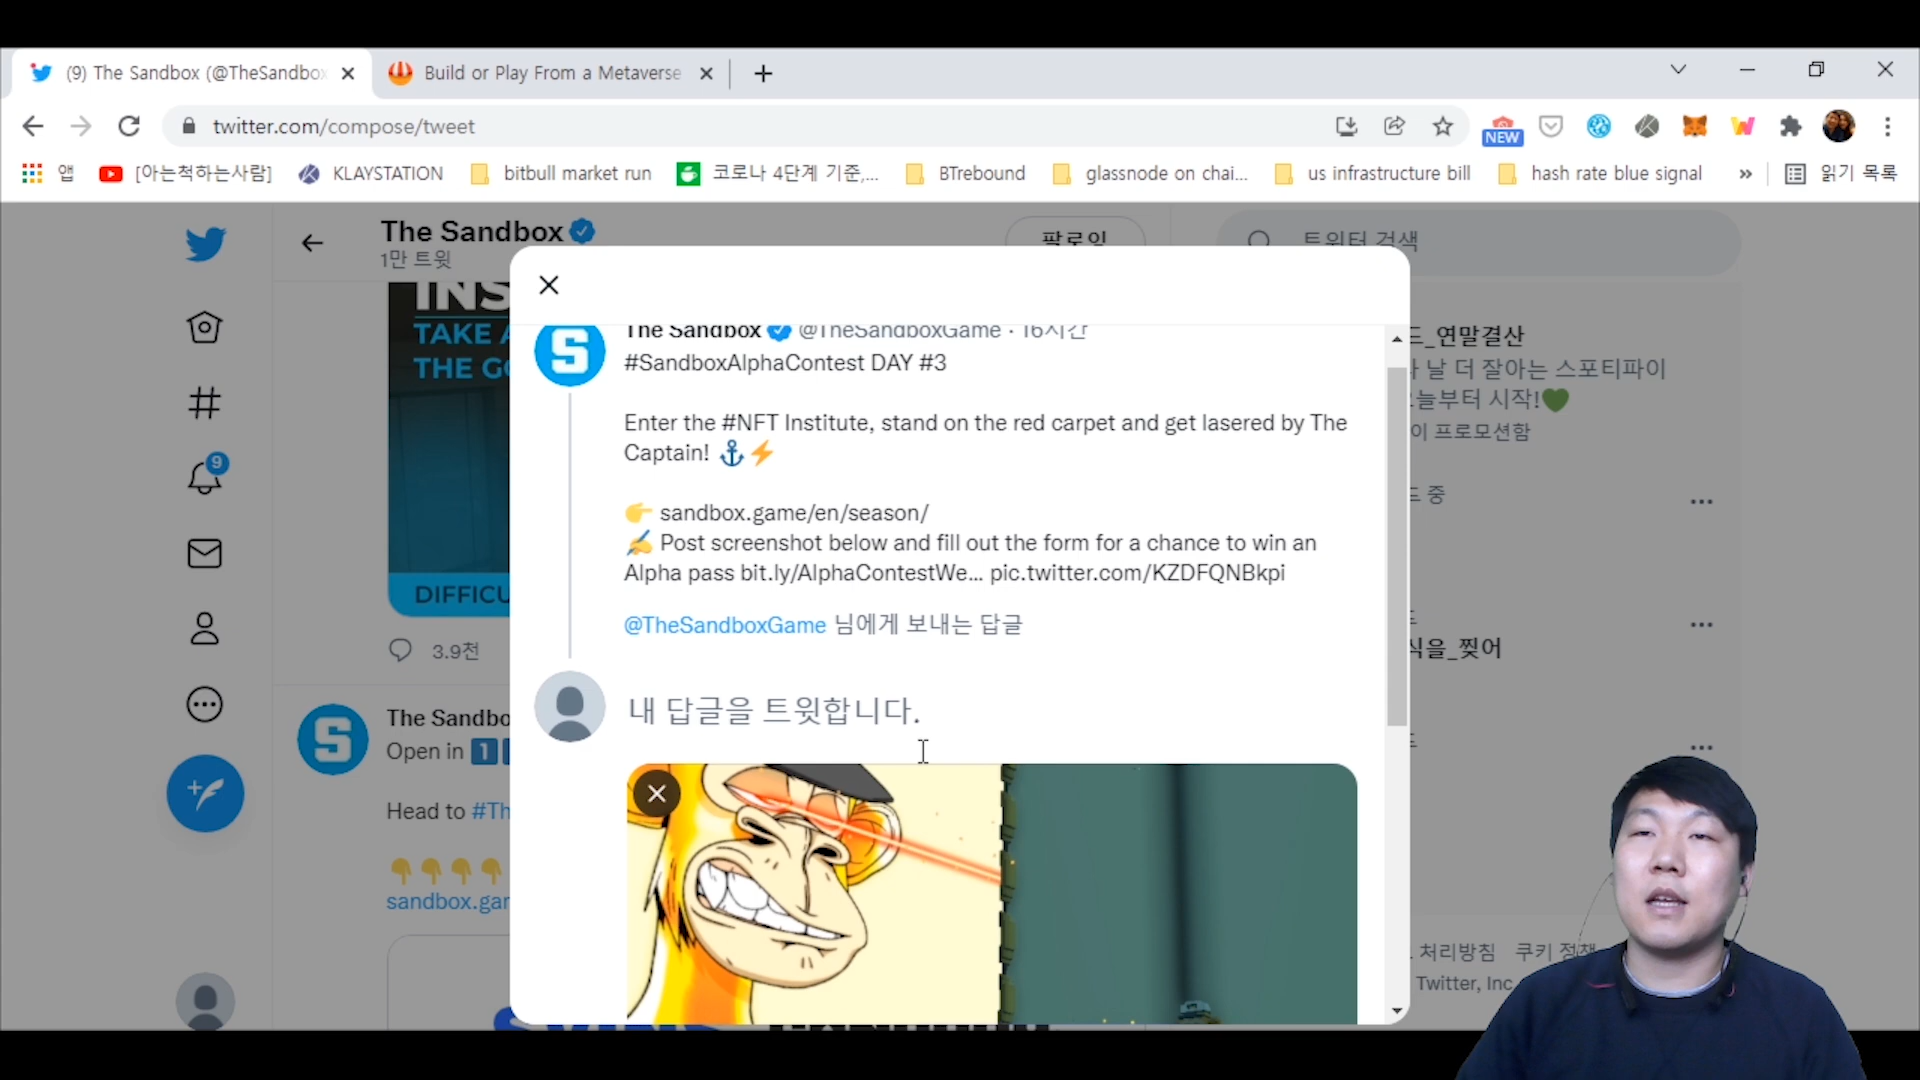 (9) The Sandbox (@TheSandbox
Build or Play From a Metaverse
twitter.com/compose/tweet
NEW
앱
[아는척하는사람]
KLAYSTATION
bitbull market run
코로나 4단계 기준,...
BTrebound
glassnode on chai...
us infrastructure bill
hash rate blue signal
»
읽기 목록
The Sandbox
1만 트윗
팔로잉
트위터 검색
INS
TAKE A
THE GO
DIFFICU
3.9천
9
The Sandbox @TheSandboxGame · 16시간
#SandboxAlphaContest DAY #3
Enter the #NFT Institute, stand on the red carpet and get lasered by The
Captain! ⚓⚡
👉 sandbox.game/en/season/
✍ Post screenshot below and fill out the form for a chance to win an
Alpha pass bit.ly/AlphaContestWe... pic.twitter.com/KZDFQNBkpi
@TheSandboxGame 님에게 보내는 답글
내 답글을 트윗합니다.
The Sandbo
Open in 1
Head to #Th
👇👇👇👇
sandbox.gar
_연말결산
날 더 잘아는 스포티파이
늘부터 시작!💚
이 프로모션함
드 중
식을_찢어
처리방침 쿠키 정책
Twitter, Inc